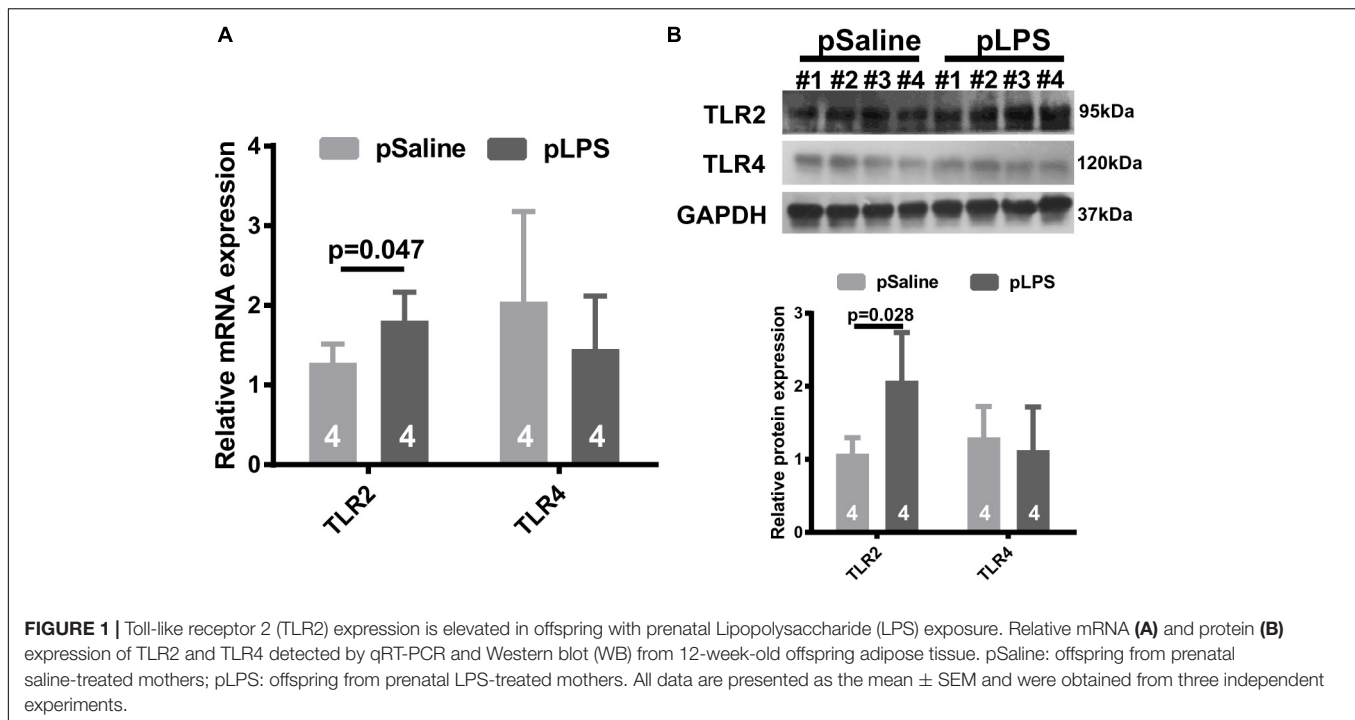 A
pSaline pLPS
Relative mRNA expression
4
3
2
1
0
p=0.047
4 4 4 4
TLR2 TLR4
B
pSaline pLPS
#1 #2 #3 #4 #1 #2 #3 #4
TLR2 95kDa
TLR4 120kDa
GAPDH 37kDa
pSaline pLPS
Relative protein expression
3
2
1
0
p=0.028
4 4 4 4
TLR2 TLR4
FIGURE 1 | Toll-like receptor 2 (TLR2) expression is elevated in offspring with prenatal Lipopolysaccharide (LPS) exposure. Relative mRNA (A) and protein (B)
expression of TLR2 and TLR4 detected by qRT-PCR and Western blot (WB) from 12-week-old offspring adipose tissue. pSaline: offspring from prenatal
saline-treated mothers; pLPS: offspring from prenatal LPS-treated mothers. All data are presented as the mean ± SEM and were obtained from three independent
experiments.